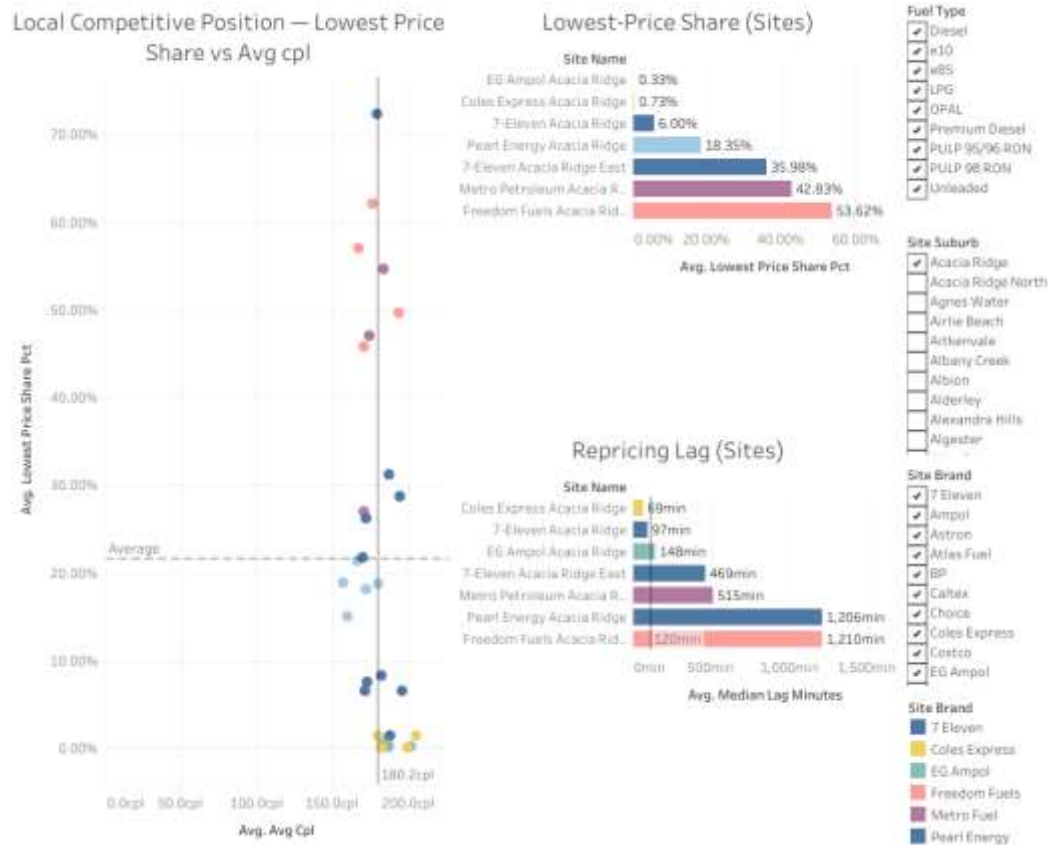 Local Competitive Position — Lowest Price
Share vs Avg cpl
Avg. Lowest Price Share Pct
70.00%
60.00%
50.00%
40.00%
30.00%
20.00%
10.00%
0.00%
Average
180.2cpl
0.0cpl 50.0cpl 100.0cpl 150.0cpl 200.0cpl
Avg. Avg Cpl
Lowest-Price Share (Sites)
Site Name
EG Ampol Acacia Ridge 0.33%
Coles Express Acacia Ridge 0.73%
7-Eleven Acacia Ridge 6.00%
Pearl Energy Acacia Ridge 18.35%
7-Eleven Acacia Ridge East 35.98%
Metro Petroleum Acacia R.. 42.83%
Freedom Fuels Acacia Rid.. 53.62%
0.00% 20.00% 40.00% 60.00%
Avg. Lowest Price Share Pct
Repricing Lag (Sites)
Site Name
Coles Express Acacia Ridge 69min
7-Eleven Acacia Ridge 97min
EG Ampol Acacia Ridge 148min
7-Eleven Acacia Ridge East 469min
Metro Petroleum Acacia R.. 515min
Pearl Energy Acacia Ridge 1,206min
Freedom Fuels Acacia Rid.. 120min 1,210min
0min 500min 1,000min 1,500min
Avg. Median Lag Minutes
Fuel Type
Diesel
e10
e85
LPG
OPAL
Premium Diesel
PULP 95/96 RON
PULP 98 RON
Unleaded
Site Suburb
Acacia Ridge
Acacia Ridge North
Agnes Water
Airlie Beach
Aitkenvale
Albany Creek
Albion
Alderley
Alexandra Hills
Algester
Site Brand
7 Eleven
Ampol
Astron
Atlas Fuel
BP
Caltex
Choice
Coles Express
Costco
EG Ampol
Site Brand
7 Eleven
Coles Express
EG Ampol
Freedom Fuels
Metro Fuel
Pearl Energy